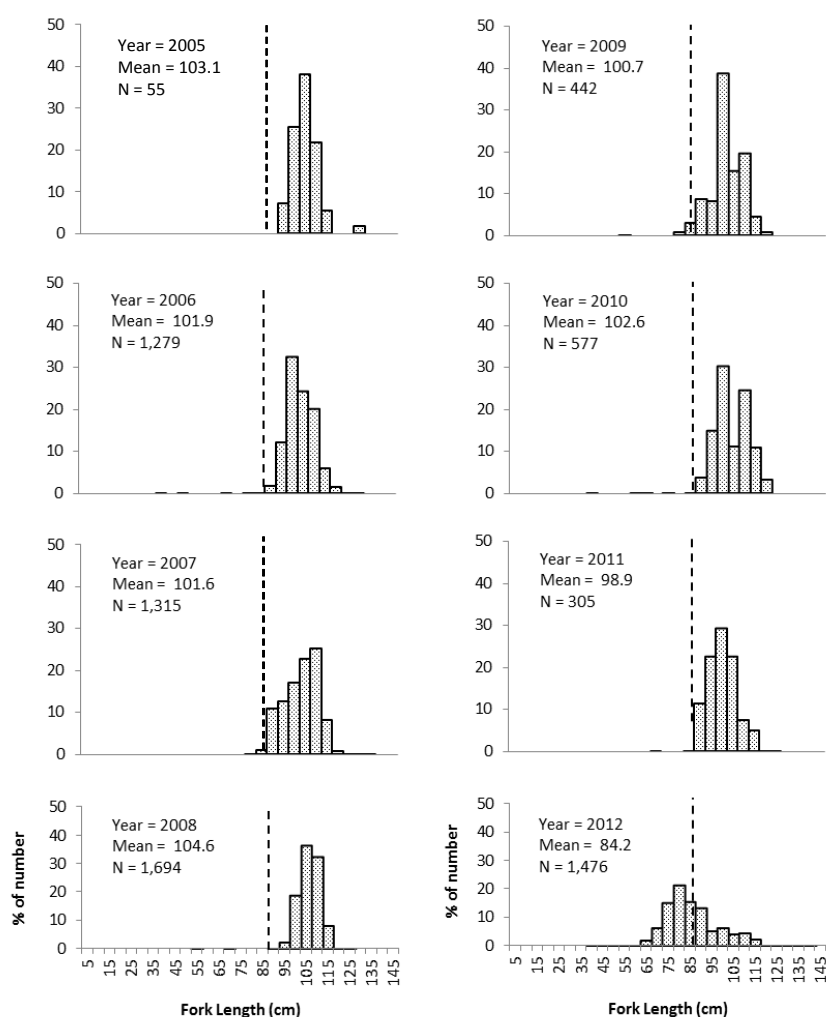 50
40
30
20
10
0
Year = 2005
Mean = 103.1
N = 55
50
40
30
20
10
0
Year = 2006
Mean = 101.9
N = 1,279
50
40
30
20
10
0
Year = 2007
Mean = 101.6
N = 1,315
% of number
50
40
30
20
10
0
Year = 2008
Mean = 104.6
N = 1,694
5 15 25 35 45 55 65 75 85 95 105 115 125 135 145
Fork Length (cm)
50
40
30
20
10
0
Year = 2009
Mean = 100.7
N = 442
50
40
30
20
10
0
Year = 2010
Mean = 102.6
N = 577
50
40
30
20
10
0
Year = 2011
Mean = 98.9
N = 305
% of number
50
40
30
20
10
0
Year = 2012
Mean = 84.2
N = 1,476
5 15 25 35 45 55 65 75 85 95 105 115 125 135 145
Fork Length (cm)